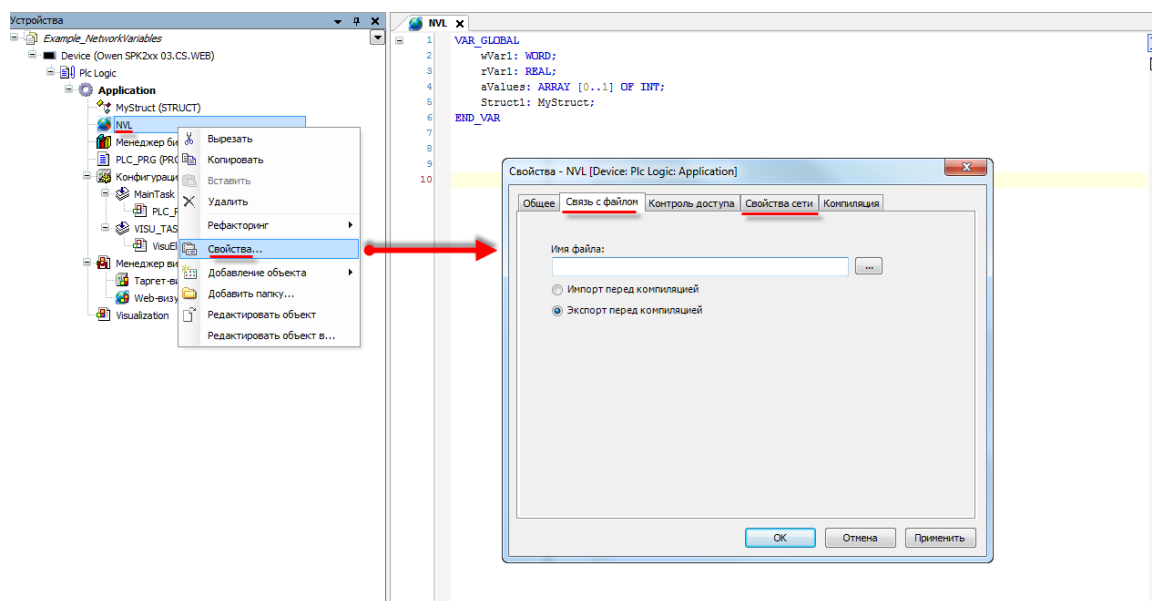 Устройства
Example_NetworkVariables
Device (Owen SPK2xx 03.CS.WEB)
Plc Logic
Application
MyStruct (STRUCT)
NVL
Менеджер би
PLC_PRG (PRG
Конфигураци
MainTask
PLC_P
VISU_TAS
VisuEl
Менеджер ви
Таргет-ви
Web-визу
Visualization
Вырезать
Копировать
Вставить
Удалить
Рефакторинг
Свойства...
Добавление объекта
Добавить папку...
Редактировать объект
Редактировать объект в...
NVL
1 VAR_GLOBAL
2 wVar1: WORD;
3 rVar1: REAL;
4 aValues: ARRAY [0..1] OF INT;
5 Struct1: MyStruct;
6 END_VAR
7
8
9
10
Свойства - NVL [Device: Plc Logic: Application]
Общее Связь с файлом Контроль доступа Свойства сети Компиляция
Имя файла:
...
Импорт перед компиляцией
Экспорт перед компиляцией
OK Отмена Применить